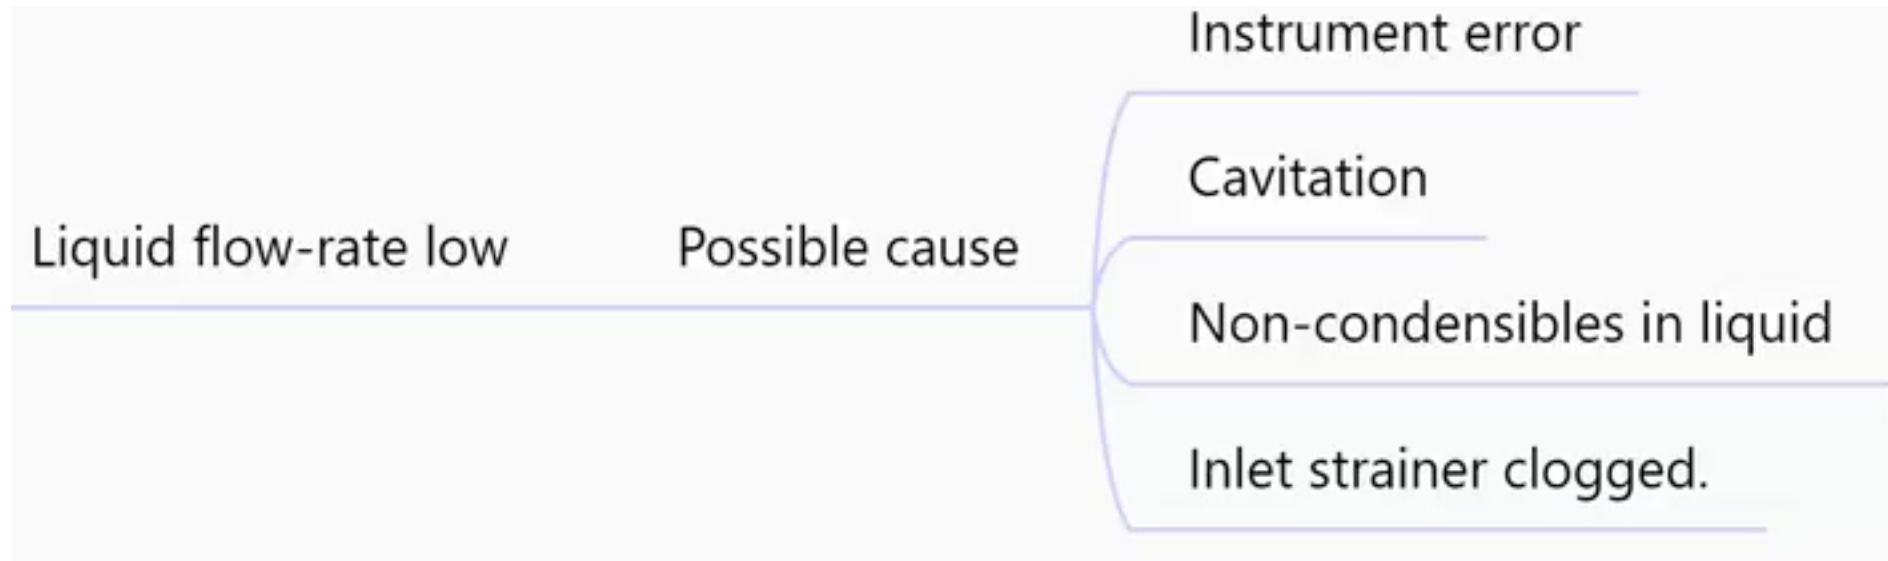 Instrument error
Cavitation
Liquid flow-rate low
Possible cause
Non-condensibles in liquid
Inlet strainer clogged.